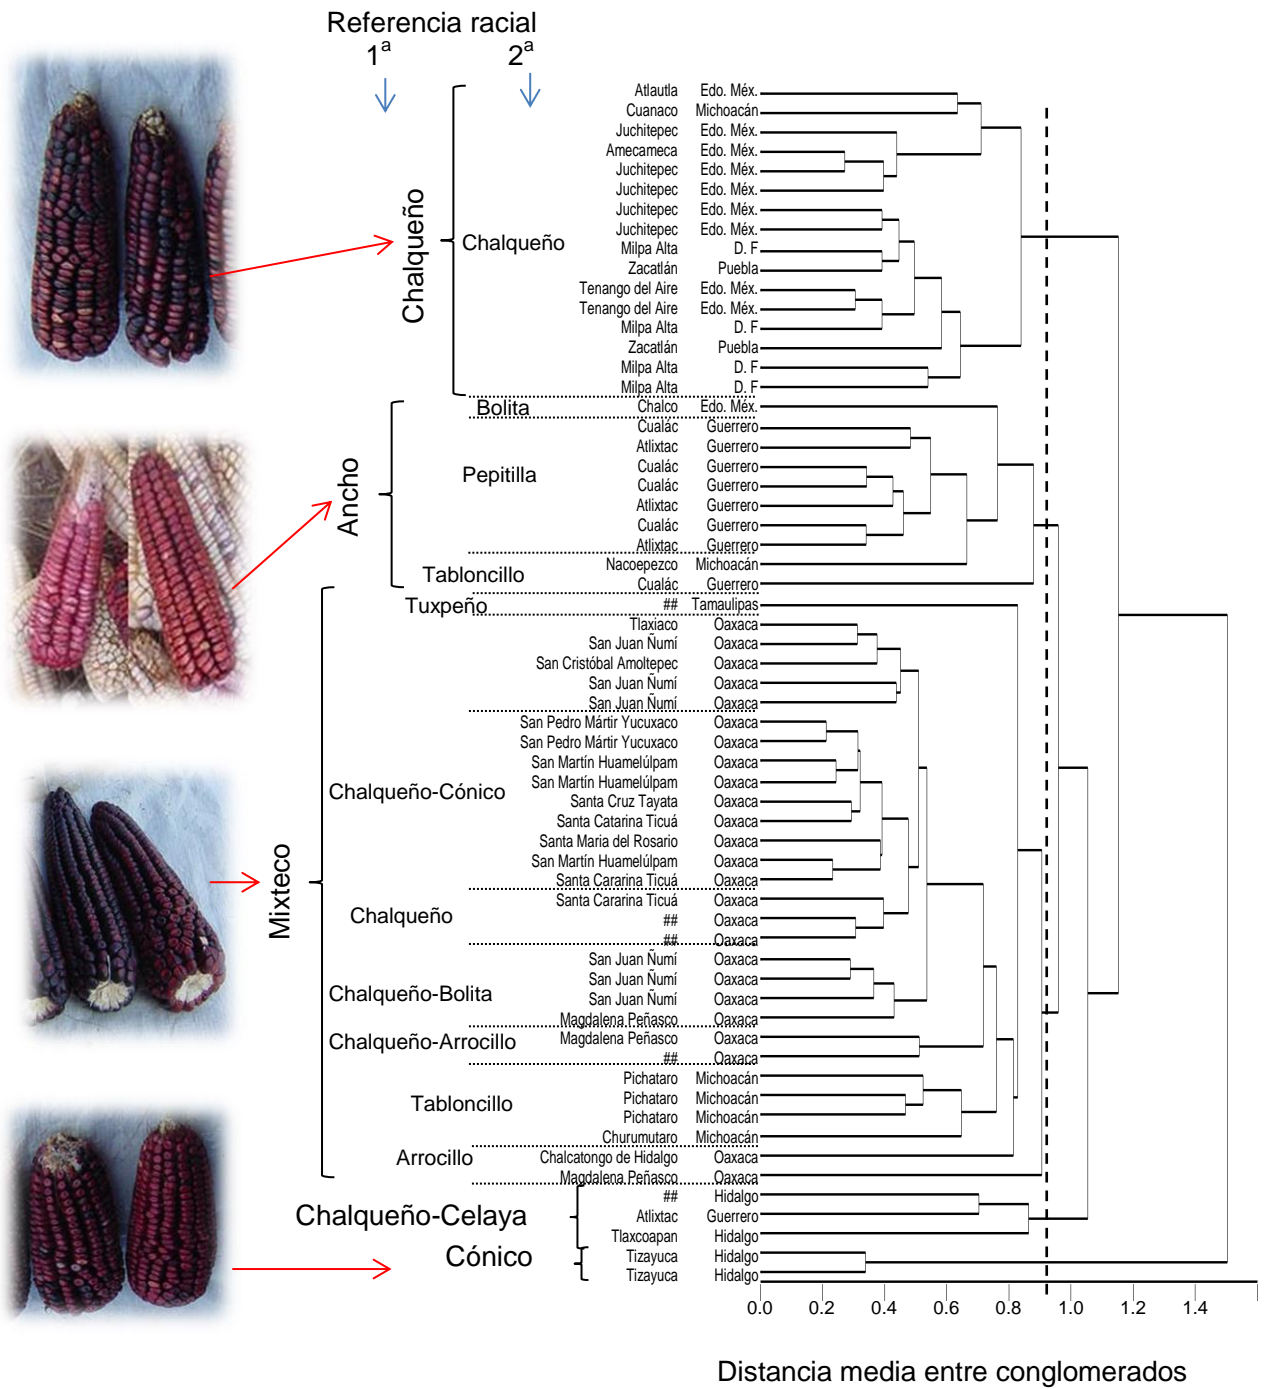 Referencia racial
1a 2a
Chalqueño
Chalqueño
Atlautla Edo. Méx.
Cuanaco Michoacán
Juchitepec Edo. Méx.
Amecameca Edo. Méx.
Juchitepec Edo. Méx.
Juchitepec Edo. Méx.
Juchitepec Edo. Méx.
Juchitepec Edo. Méx.
Milpa Alta D. F
Zacatlán Puebla
Tenango del Aire Edo. Méx.
Tenango del Aire Edo. Méx.
Milpa Alta D. F
Zacatlán Puebla
Milpa Alta D. F
Milpa Alta D. F
Ancho
Bolita
Chalco Edo. Méx.
Pepitilla
Cualác Guerrero
Atlixtac Guerrero
Cualác Guerrero
Cualác Guerrero
Atlixtac Guerrero
Cualác Guerrero
Atlixtac Guerrero
Tabloncillo
Nacoepezco Michoacán
Cualác Guerrero
Mixteco
Tuxpeño
## Tamaulipas
Tlaxiaco Oaxaca
San Juan Ñumí Oaxaca
San Cristóbal Amoltepec Oaxaca
San Juan Ñumí Oaxaca
San Juan Ñumí Oaxaca
Chalqueño-Cónico
San Pedro Mártir Yucuxaco Oaxaca
San Pedro Mártir Yucuxaco Oaxaca
San Martín Huamelúlpam Oaxaca
San Martín Huamelúlpam Oaxaca
Santa Cruz Tayata Oaxaca
Santa Catarina Ticuá Oaxaca
Santa Maria del Rosario Oaxaca
San Martín Huamelúlpam Oaxaca
Santa Cararina Ticuá Oaxaca
Chalqueño
Santa Cararina Ticuá Oaxaca
## Oaxaca
## Oaxaca
Chalqueño-Bolita
San Juan Ñumí Oaxaca
San Juan Ñumí Oaxaca
San Juan Ñumí Oaxaca
Magdalena Peñasco Oaxaca
Chalqueño-Arrocillo
Magdalena Peñasco Oaxaca
## Oaxaca
Tabloncillo
Pichataro Michoacán
Pichataro Michoacán
Pichataro Michoacán
Churumutaro Michoacán
Arrocillo
Chalcatongo de Hidalgo Oaxaca
Magdalena Peñasco Oaxaca
Chalqueño-Celaya
## Hidalgo
Atlixtac Guerrero
Tlaxcoapan Hidalgo
Cónico
Tizayuca Hidalgo
Tizayuca Hidalgo
0.0 0.2 0.4 0.6 0.8 1.0 1.2 1.4
Distancia media entre conglomerados